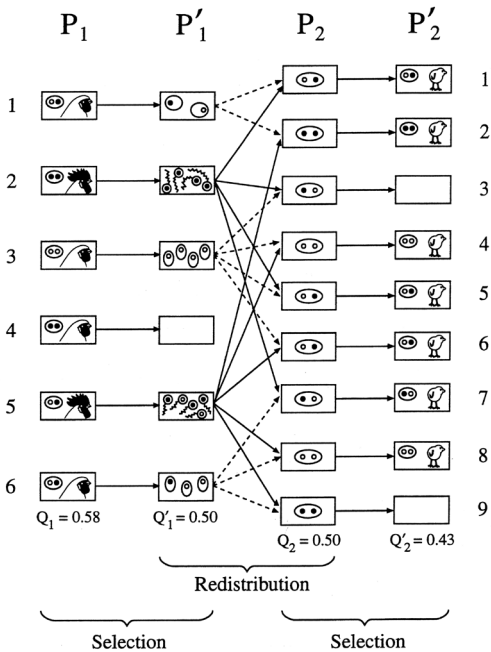 P₁ P′₁ P₂ P′₂
1 1
2 2
3 3
4 4
5 5
6 6
7
8
9
Q₁ = 0.58 Q′₁ = 0.50 Q₂ = 0.50 Q′₂ = 0.43
Redistribution
Selection Selection